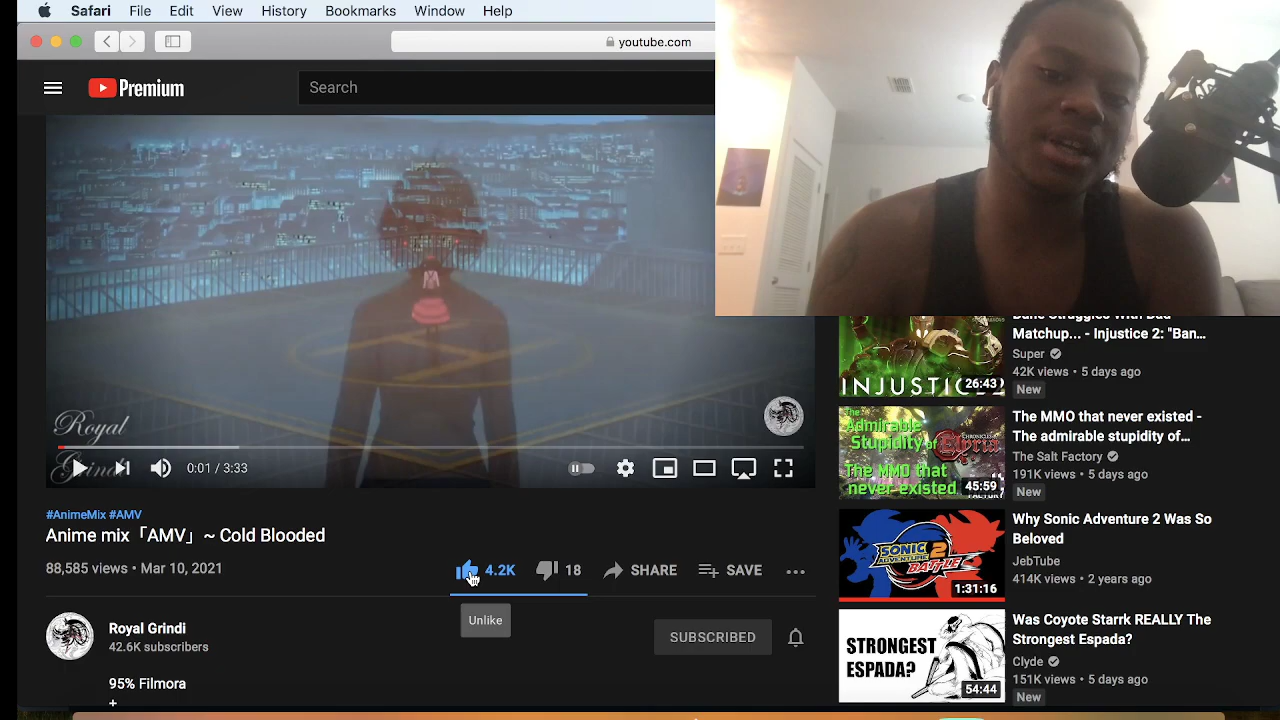 Safari File Edit View History Bookmarks Window Help
youtube.com
Premium
Search
Royal
Grindi
0:01 / 3:33
#AnimeMix #AMV
Anime mix「AMV」~ Cold Blooded
88,585 views • Mar 10, 2021
4.2K 18 SHARE SAVE
Unlike
Royal Grindi
42.6K subscribers
SUBSCRIBED
95% Filmora
+
INJUSTIC
26:43
Matchup... - Injustice 2: "Ban...
Super
42K views • 5 days ago
New
The:
Admirable
Stupidity of
The MMO that
never existed
45:59
The MMO that never existed -
The admirable stupidity of...
The Salt Factory
191K views • 5 days ago
New
SONIC
ADVENTURE 2
BATTLE
1:31:16
Why Sonic Adventure 2 Was So
Beloved
JebTube
414K views • 2 years ago
STRONGEST
ESPADA?
54:44
Was Coyote Starrk REALLY The
Strongest Espada?
Clyde
151K views • 5 days ago
New